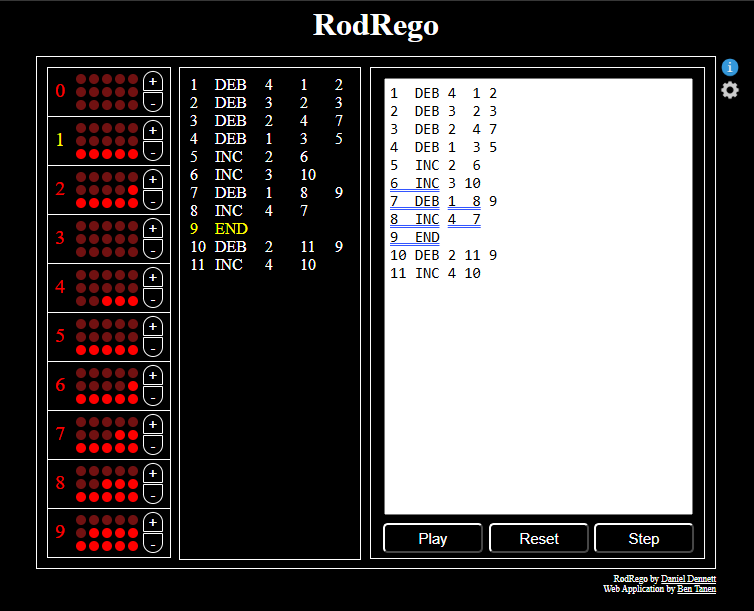 RodRego
i
0 + -
1 + -
2 + -
3 + -
4 + -
5 + -
6 + -
7 + -
8 + -
9 + -
1 DEB 4 1 2
2 DEB 3 2 3
3 DEB 2 4 7
4 DEB 1 3 5
5 INC 2 6
6 INC 3 10
7 DEB 1 8 9
8 INC 4 7
9 END
10 DEB 2 11 9
11 INC 4 10
1 DEB 4 1 2
2 DEB 3 2 3
3 DEB 2 4 7
4 DEB 1 3 5
5 INC 2 6
6 INC 3 10
7 DEB 1 8 9
8 INC 4 7
9 END
10 DEB 2 11 9
11 INC 4 10
Play Reset Step
RodRego by Daniel Dennett
Web Application by Ben Tanen